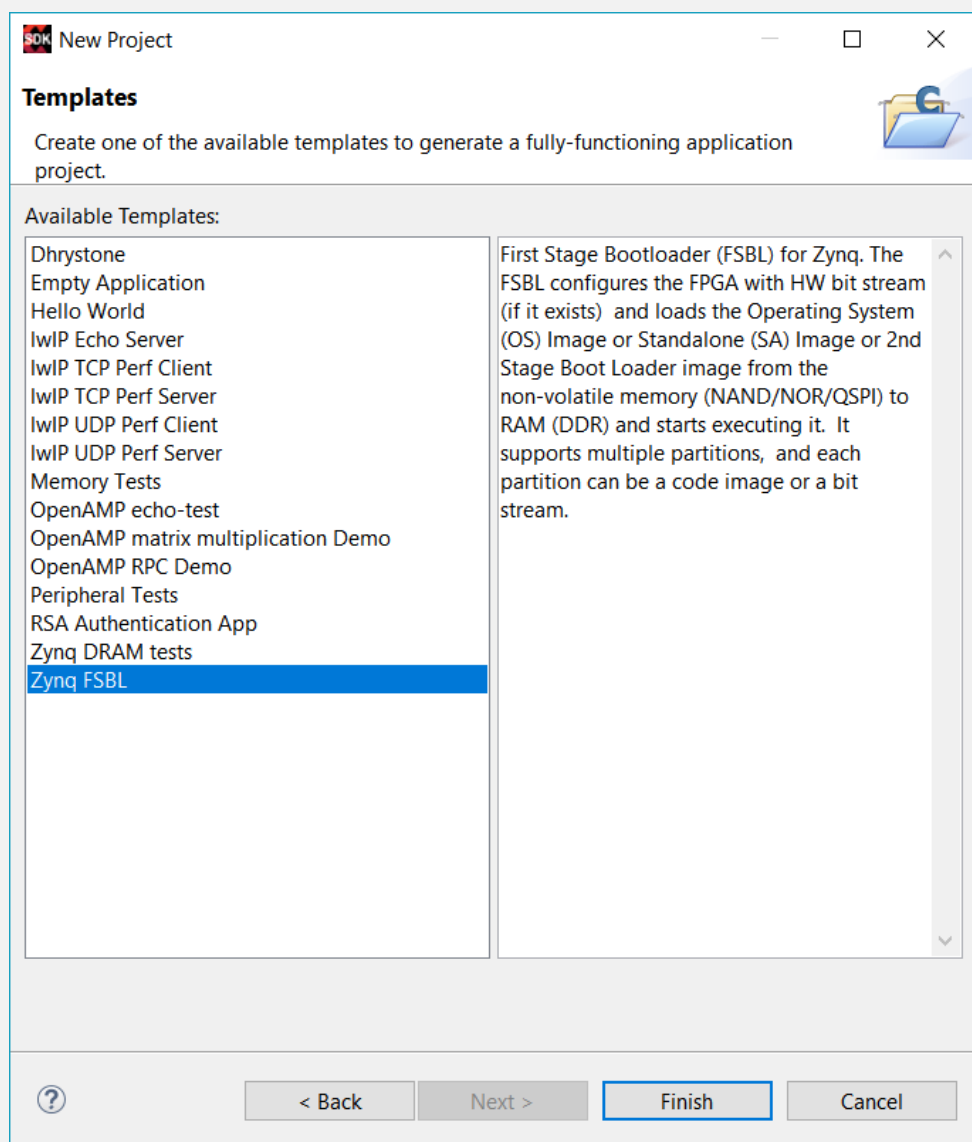 SDK New Project
Templates
Create one of the available templates to generate a fully-functioning application
project.
Available Templates:
Dhrystone
Empty Application
Hello World
lwIP Echo Server
lwIP TCP Perf Client
lwIP TCP Perf Server
lwIP UDP Perf Client
lwIP UDP Perf Server
Memory Tests
OpenAMP echo-test
OpenAMP matrix multiplication Demo
OpenAMP RPC Demo
Peripheral Tests
RSA Authentication App
Zynq DRAM tests
Zynq FSBL
First Stage Bootloader (FSBL) for Zynq. The
FSBL configures the FPGA with HW bit stream
(if it exists)  and loads the Operating System
(OS) Image or Standalone (SA) Image or 2nd
Stage Boot Loader image from the
non-volatile memory (NAND/NOR/QSPI) to
RAM (DDR) and starts executing it.  It
supports multiple partitions,  and each
partition can be a code image or a bit
stream.
? < Back Next > Finish Cancel